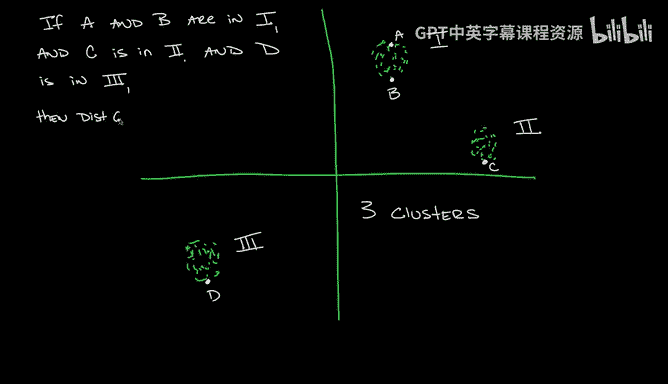 If A AND B ARE in I,
AND C is in II, AND D
is in III,
then Dist C
A
I
GPT中英字幕课程资源 bilibili
B
II
C
3 clusters
III
D